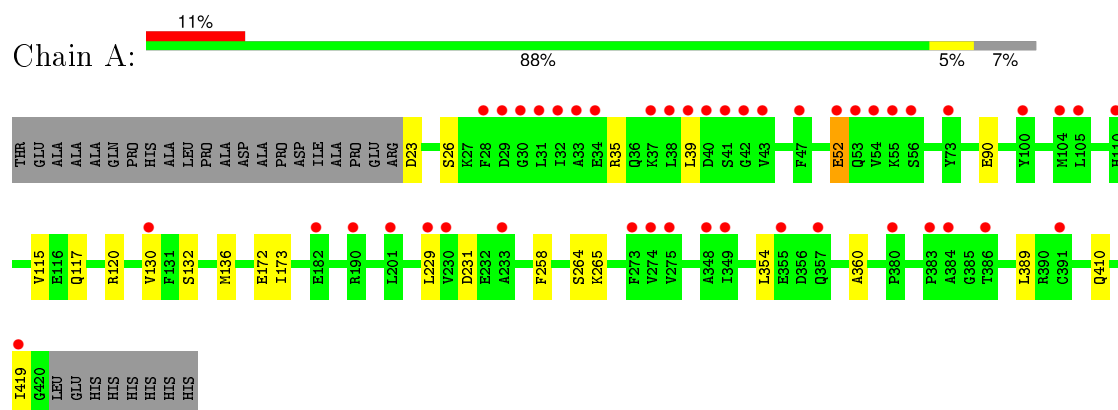 11%
Chain A:
88% 5% 7%
THR GLU ALA ALA ALA GLN PRO HIS ALA LEU PRO ALA ASP ALA PRO ASP ILE ALA PRO GLU ARG D23 S26 K27 F28 D29 G30 L31 I32 A33 E34 R35 Q36 K37 L38 L39 D40 S41 G42 V43 F47 E52 Q53 V54 K55 S56 Y73 E90 Y100 M104 L105 H110
V115 E116 Q117 R120 V130 F131 S132 M136 E172 I173 E182 R190 L201 L229 V230 D231 E232 A233 F258 S264 K265 F273 V274 V275 A348 I349 L354 E355 D356 Q357 A360 P380 P383 A384 G385 T386 L389 R390 C391 Q410
I419 G420 LEU GLU HIS HIS HIS HIS HIS HIS